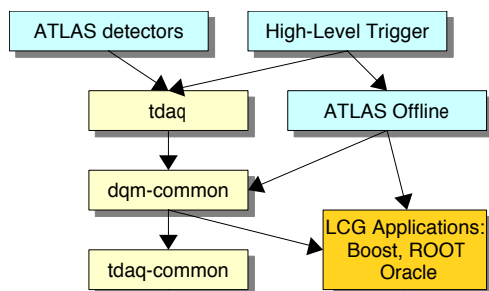 ATLAS detectors
High-Level Trigger
tdaq
ATLAS Offline
dqm-common
LCG Applications:
Boost, ROOT
Oracle
tdaq-common